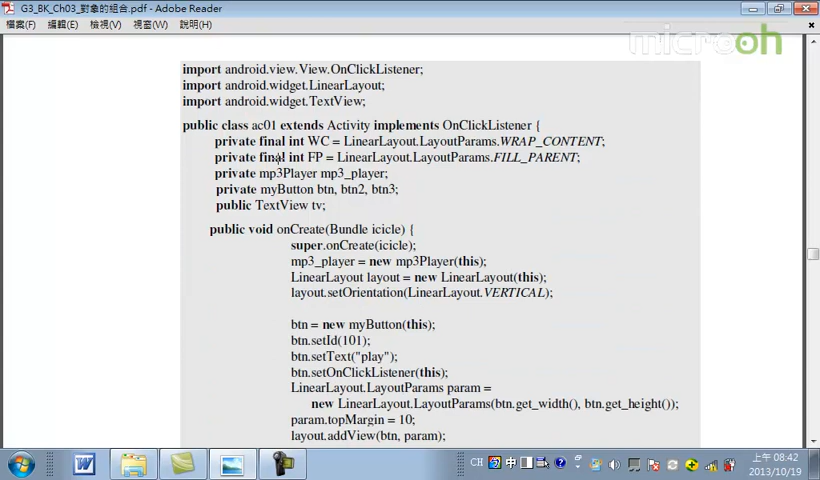 G3_BK_Ch03_對象的組合.pdf - Adobe Reader
檔案(F) 編輯(E) 檢視(V) 視窗(W) 說明(H)
microoh
import android.view.View.OnClickListener;
import android.widget.LinearLayout;
import android.widget.TextView;
public class ac01 extends Activity implements OnClickListener {
private final int WC = LinearLayout.LayoutParams.WRAP_CONTENT;
private final int FP = LinearLayout.LayoutParams.FILL_PARENT;
private mp3Player mp3_player;
private myButton btn, btn2, btn3;
public TextView tv;
public void onCreate(Bundle icicle) {
super.onCreate(icicle);
mp3_player = new mp3Player(this);
LinearLayout layout = new LinearLayout(this);
layout.setOrientation(LinearLayout.VERTICAL);
btn = new myButton(this);
btn.setId(101);
btn.setText("play");
btn.setOnClickListener(this);
LinearLayout.LayoutParams param =
new LinearLayout.LayoutParams(btn.get_width(), btn.get_height());
param.topMargin = 10;
layout.addView(btn, param);
CH 中 上午 08:42
2013/10/19